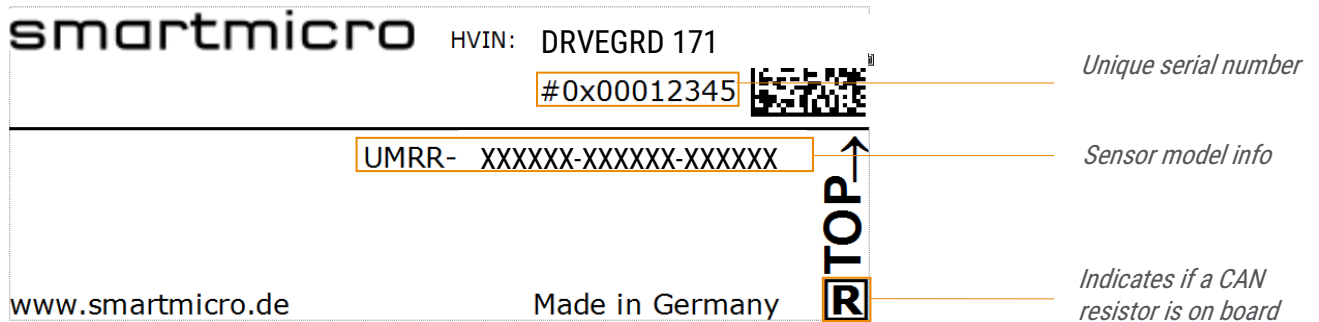 smartmicro HVIN: DRVEGRD 171
#0x00012345
Unique serial number
UMRR- XXXXXX-XXXXXX-XXXXXX
Sensor model info
TOP→
R
Indicates if a CAN
resistor is on board
www.smartmicro.de
Made in Germany